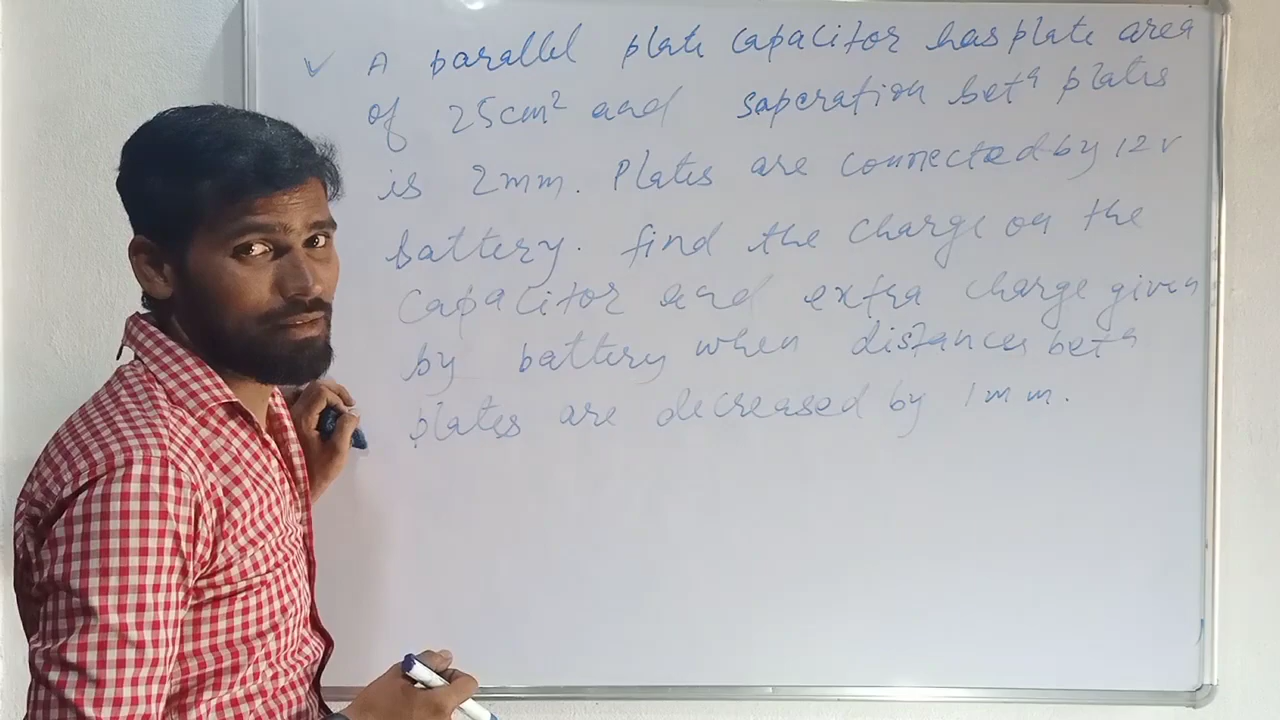 ✓ A parallel plate capacitor has plate area
of 25cm² and saperation betⁿ plates
is 2mm. Plates are connected by 12v
battery. find the charge on the
capacitor and extra charge given
by battery when distances betⁿ
plates are decreased by 1mm.